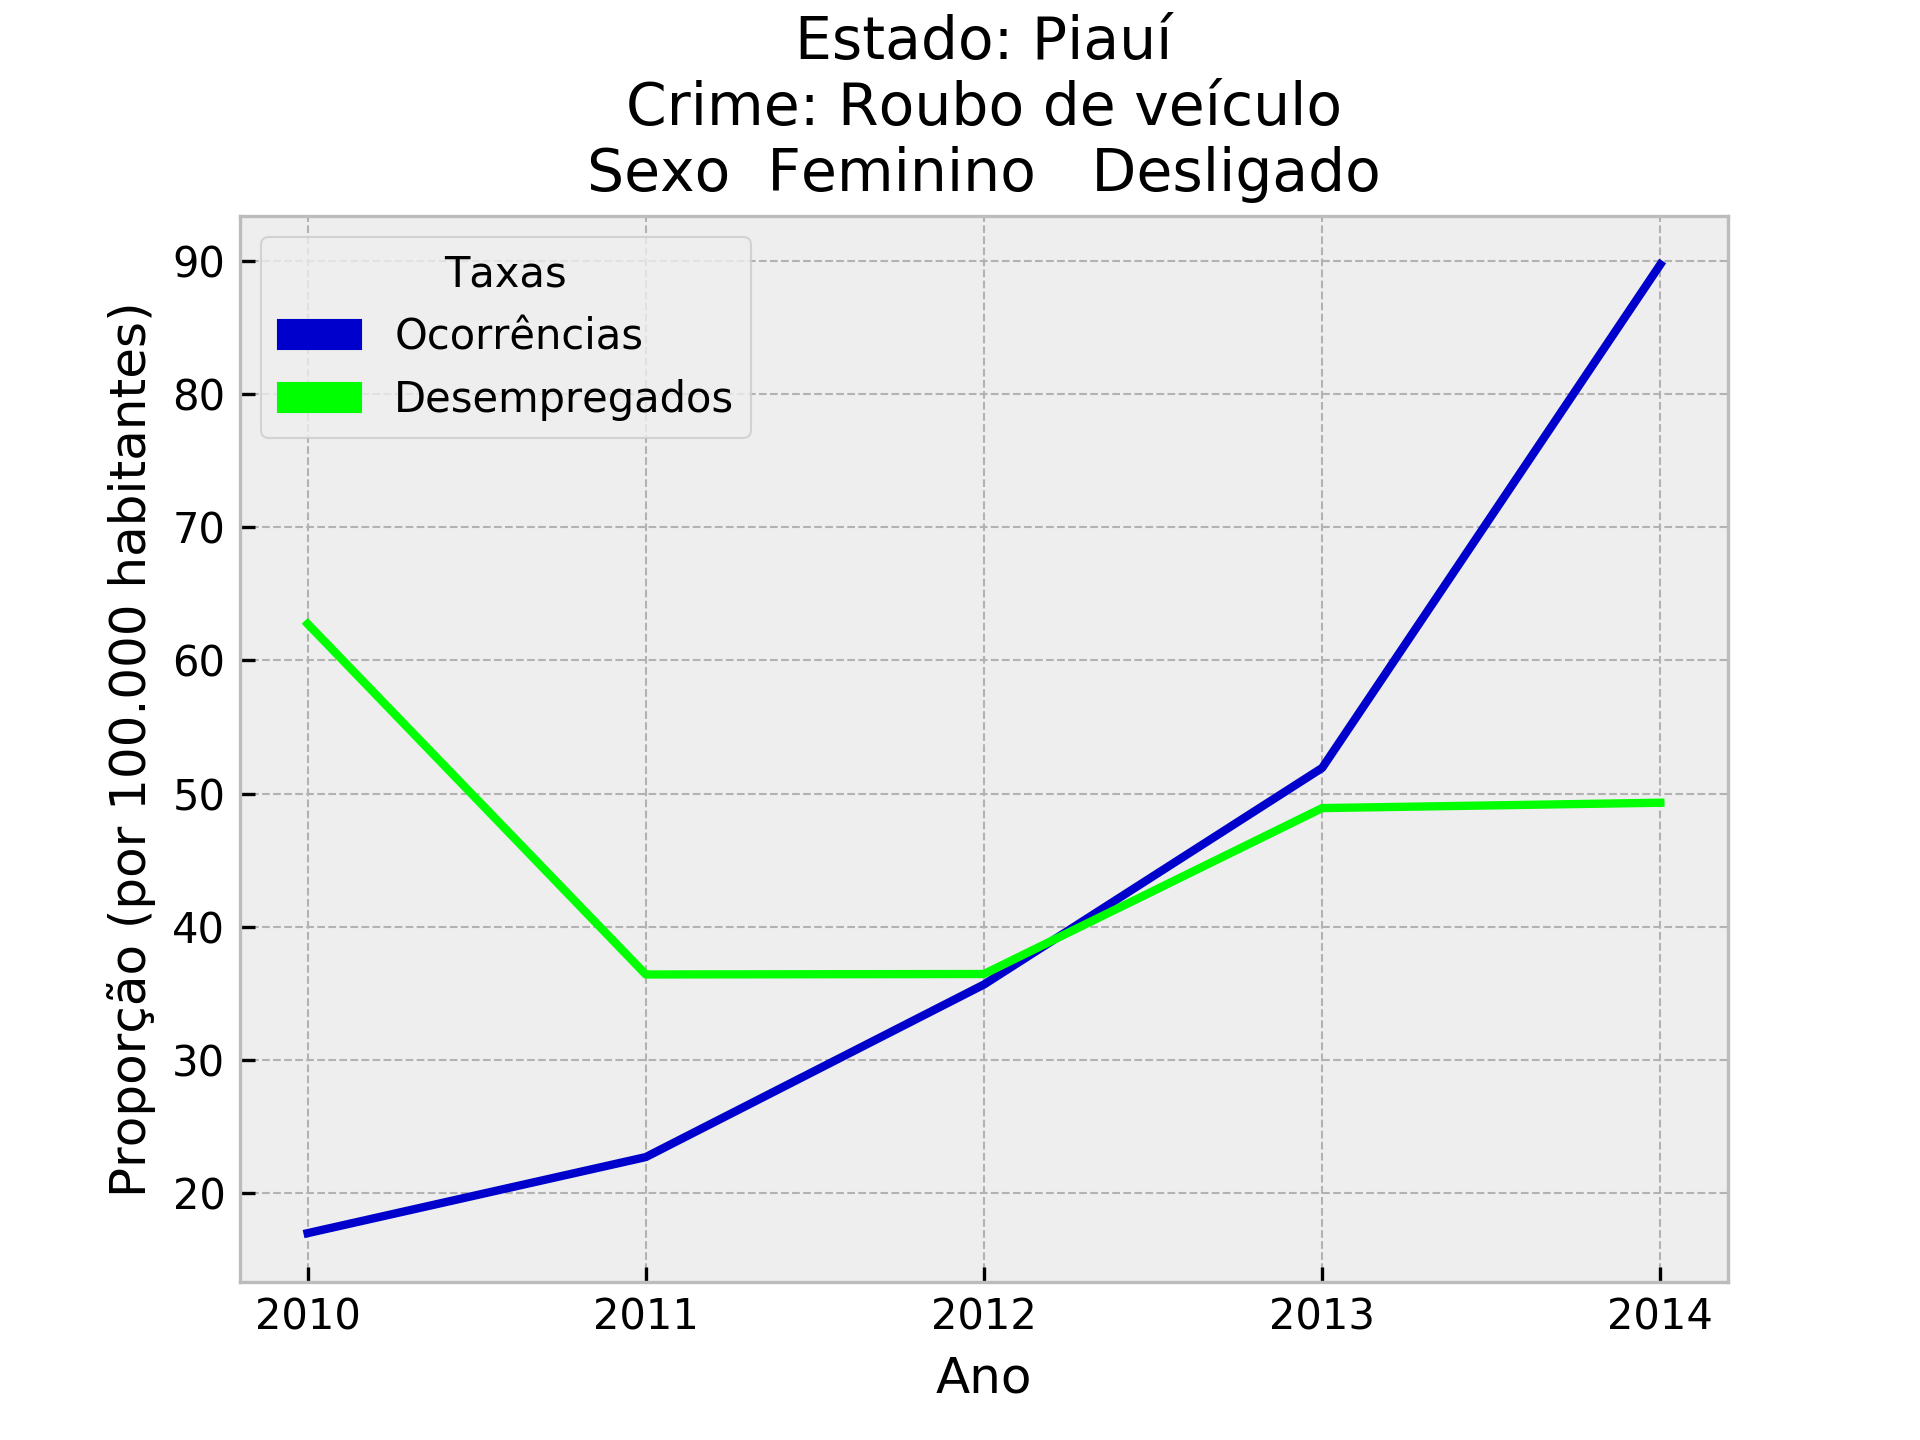 Estado: Piauí
Crime: Roubo de veículo
Sexo  Feminino   Desligado
Proporção (por 100.000 habitantes)
90
80
70
60
50
40
30
20
Taxas
Ocorrências
Desempregados
2010 2011 2012 2013 2014
Ano